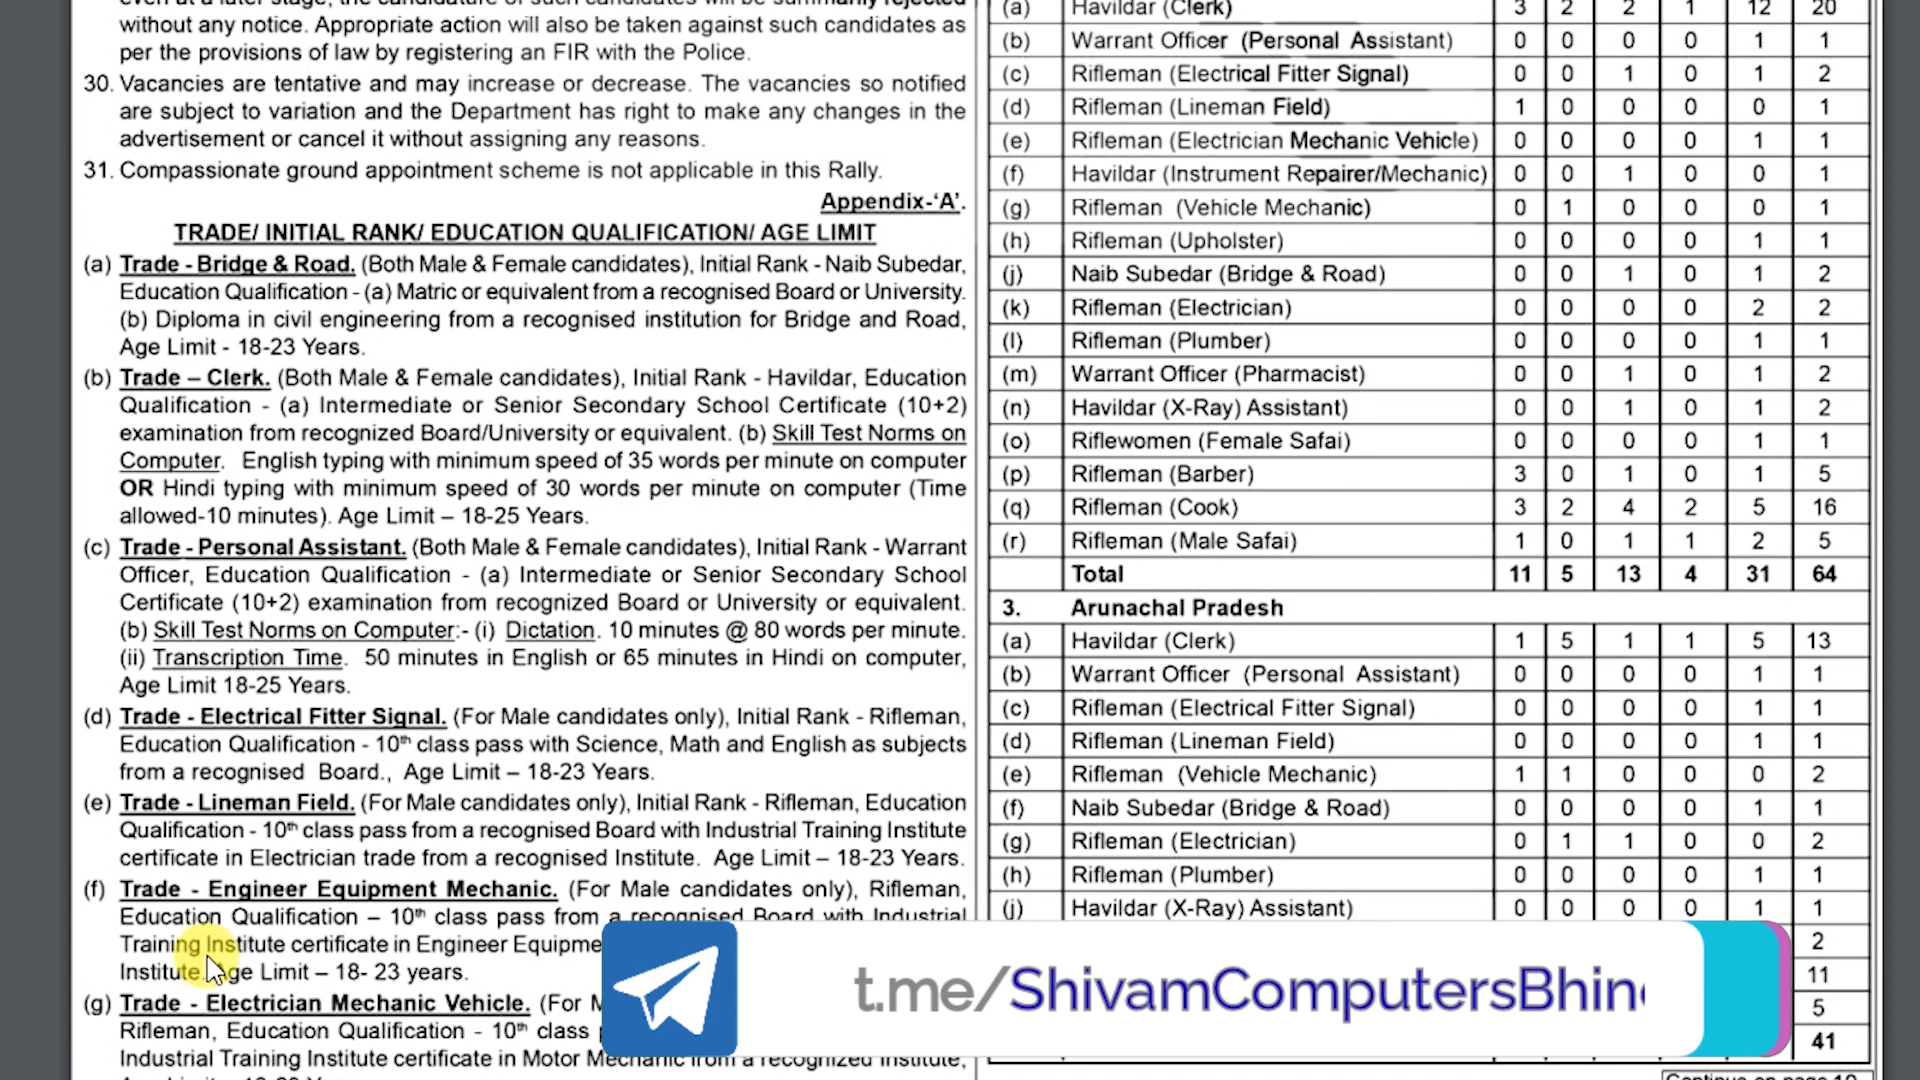 even at a later stage, the candidature of such candidates will be summarily rejected
without any notice. Appropriate action will also be taken against such candidates as
per the provisions of law by registering an FIR with the Police.
30. Vacancies are tentative and may increase or decrease. The vacancies so notified
are subject to variation and the Department has right to make any changes in the
advertisement or cancel it without assigning any reasons.
31. Compassionate ground appointment scheme is not applicable in this Rally.
Appendix-‘A’.
TRADE/ INITIAL RANK/ EDUCATION QUALIFICATION/ AGE LIMIT
(a) Trade - Bridge & Road. (Both Male & Female candidates), Initial Rank - Naib Subedar,
Education Qualification - (a) Matric or equivalent from a recognised Board or University.
(b) Diploma in civil engineering from a recognised institution for Bridge and Road,
Age Limit - 18-23 Years.
(b) Trade – Clerk. (Both Male & Female candidates), Initial Rank - Havildar, Education
Qualification - (a) Intermediate or Senior Secondary School Certificate (10+2)
examination from recognized Board/University or equivalent. (b) Skill Test Norms on
Computer. English typing with minimum speed of 35 words per minute on computer
OR Hindi typing with minimum speed of 30 words per minute on computer (Time
allowed-10 minutes). Age Limit – 18-25 Years.
(c) Trade - Personal Assistant. (Both Male & Female candidates), Initial Rank - Warrant
Officer, Education Qualification - (a) Intermediate or Senior Secondary School
Certificate (10+2) examination from recognized Board or University or equivalent.
(b) Skill Test Norms on Computer:- (i) Dictation. 10 minutes @ 80 words per minute.
(ii) Transcription Time. 50 minutes in English or 65 minutes in Hindi on computer,
Age Limit 18-25 Years.
(d) Trade - Electrical Fitter Signal. (For Male candidates only), Initial Rank - Rifleman,
Education Qualification - 10th class pass with Science, Math and English as subjects
from a recognised Board., Age Limit – 18-23 Years.
(e) Trade - Lineman Field. (For Male candidates only), Initial Rank - Rifleman, Education
Qualification - 10th class pass from a recognised Board with Industrial Training Institute
certificate in Electrician trade from a recognised Institute. Age Limit – 18-23 Years.
(f) Trade - Engineer Equipment Mechanic. (For Male candidates only), Rifleman,
Education Qualification – 10th class pass from a recognised Board with Industrial
Training Institute certificate in Engineer Equipme
Institute. Age Limit – 18- 23 years.
(g) Trade - Electrician Mechanic Vehicle. (For M
Rifleman, Education Qualification - 10th class
Industrial Training Institute certificate in Motor Mechanic from a recognized Institute,
(a) Havildar (Clerk) 3 2 2 1 12 20
(b) Warrant Officer (Personal Assistant) 0 0 0 0 1 1
(c) Rifleman (Electrical Fitter Signal) 0 0 1 0 1 2
(d) Rifleman (Lineman Field) 1 0 0 0 0 1
(e) Rifleman (Electrician Mechanic Vehicle) 0 0 0 0 1 1
(f) Havildar (Instrument Repairer/Mechanic) 0 0 1 0 0 1
(g) Rifleman (Vehicle Mechanic) 0 1 0 0 0 1
(h) Rifleman (Upholster) 0 0 0 0 1 1
(j) Naib Subedar (Bridge & Road) 0 0 1 0 1 2
(k) Rifleman (Electrician) 0 0 0 0 2 2
(l) Rifleman (Plumber) 0 0 0 0 1 1
(m) Warrant Officer (Pharmacist) 0 0 1 0 1 2
(n) Havildar (X-Ray) Assistant) 0 0 1 0 1 2
(o) Riflewomen (Female Safai) 0 0 0 0 1 1
(p) Rifleman (Barber) 3 0 1 0 1 5
(q) Rifleman (Cook) 3 2 4 2 5 16
(r) Rifleman (Male Safai) 1 0 1 1 2 5
Total 11 5 13 4 31 64
3. Arunachal Pradesh
(a) Havildar (Clerk) 1 5 1 1 5 13
(b) Warrant Officer (Personal Assistant) 0 0 0 0 1 1
(c) Rifleman (Electrical Fitter Signal) 0 0 0 0 1 1
(d) Rifleman (Lineman Field) 0 0 0 0 1 1
(e) Rifleman (Vehicle Mechanic) 1 1 0 0 0 2
(f) Naib Subedar (Bridge & Road) 0 0 0 0 1 1
(g) Rifleman (Electrician) 0 1 1 0 0 2
(h) Rifleman (Plumber) 0 0 0 0 1 1
(j) Havildar (X-Ray) Assistant) 0 0 0 0 1 1
2
11
5
41
t.me/ShivamComputersBhin
Continue on page 10